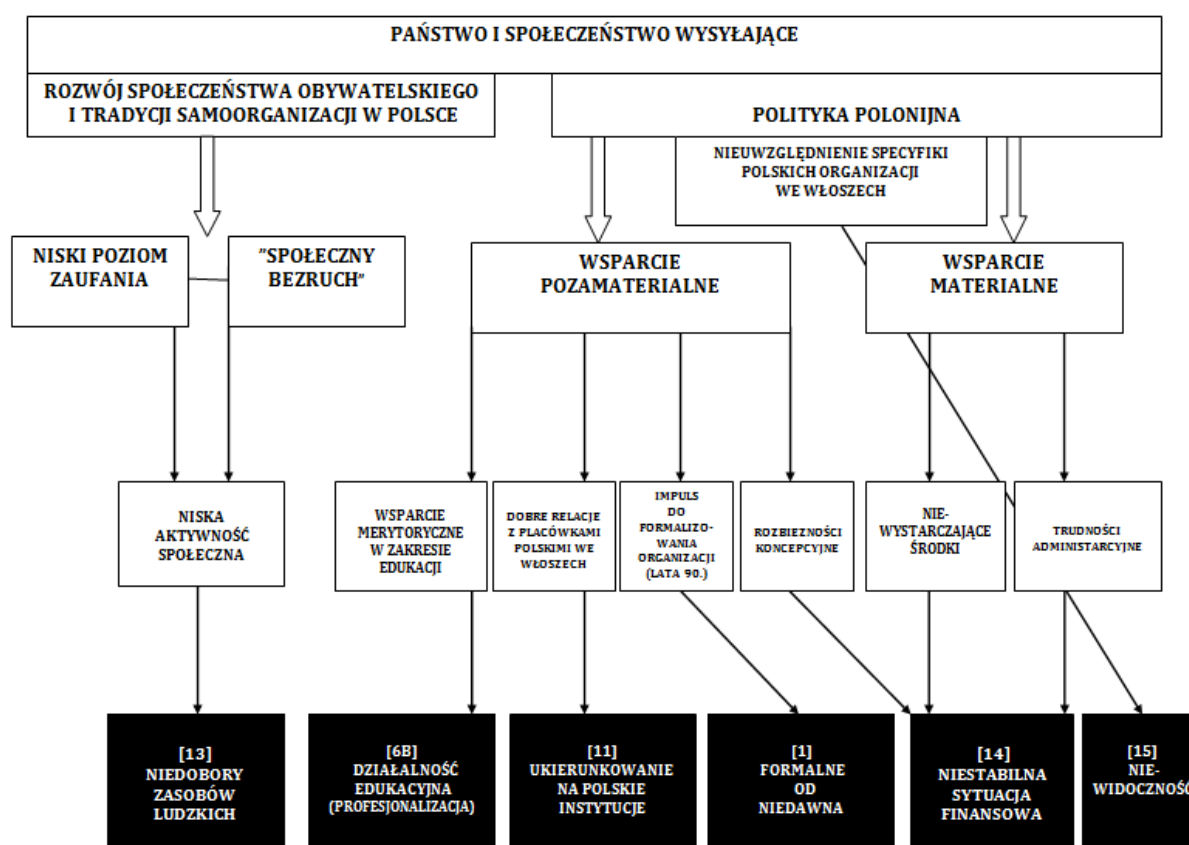 PAŃSTWO I SPOŁECZEŃSTWO WYSYŁAJĄCE
ROZWÓJ SPOŁECZEŃSTWA OBYWATELSKIEGO
I TRADYCJI SAMOORGANIZACJI W POLSCE
POLITYKA POLONIJNA
NIEUWZGLĘDNIENIE SPECYFIKI
POLSKICH ORGANIZACJI
WE WŁOSZECH
NISKI POZIOM
ZAUFANIA
”SPOŁECZNY
BEZRUCH”
WSPARCIE
POZAMATERIALNE
WSPARCIE
MATERIALNE
NISKA
AKTYWNOŚĆ
SPOŁECZNA
WSPARCIE
MERYTORYCZNE
W ZAKRESIE
EDUKACJI
DOBRE RELACJE
Z PLACÓWKAMI
POLSKIMI WE
WŁOSZECH
IMPULS
DO
FORMALIZO-
WANIA
ORGANIZACJI
(LATA 90.)
ROZBIEZNOŚCI
KONCEPCYJNE
NIE-
WYSTARCZAJĄCE
ŚRODKI
TRUDNOŚCI
ADMINISTARCYJNE
[13]
NIEDOBORY
ZASOBÓW
LUDZKICH
[6B]
DZIAŁALNOŚĆ
EDUKACYJNA
(PROFESJONALIZACJA)
[11]
UKIERUNKOWANIE
NA POLSKIE
INSTYTUCJE
[1]
FORMALNE
OD
NIEDAWNA
[14]
NIESTABILNA
SYTUACJA
FINANSOWA
[15]
NIE-
WIDOCZNOŚĆ